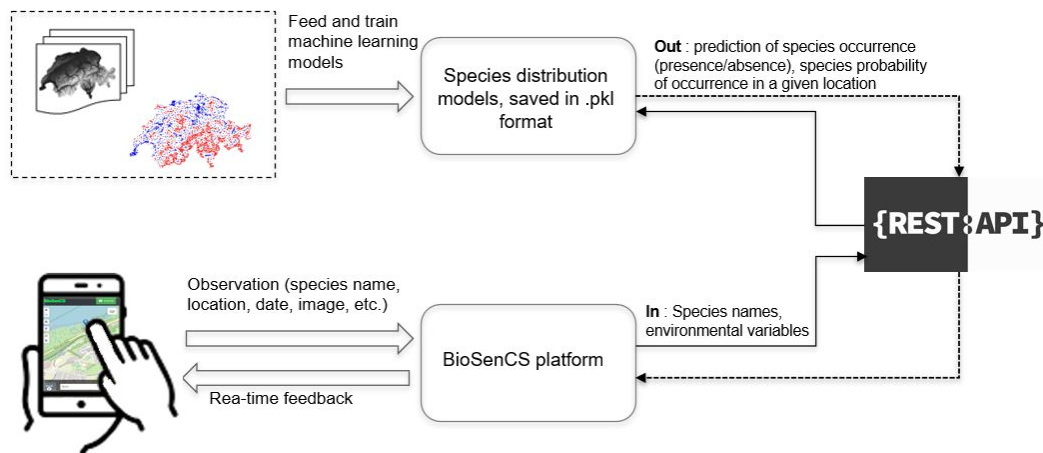 Feed and train
machine learning
models
Species distribution
models, saved in .pkl
format
Out : prediction of species occurrence
(presence/absence), species probability
of occurrence in a given location
{REST:API}
Observation (species name,
location, date, image, etc.)
BioSenCS
BioSenCS platform
In : Species names,
environmental variables
Rea-time feedback